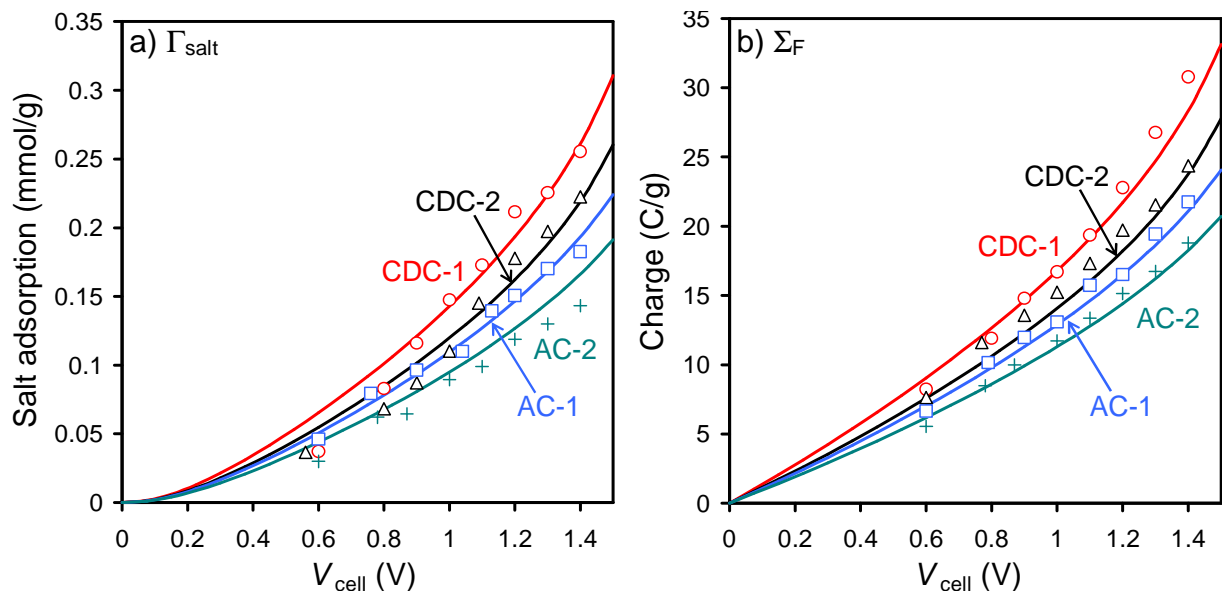 a) Γsalt
Salt adsorption (mmol/g)
0.35
0.3
0.25
0.2
0.15
0.1
0.05
0
CDC-2
CDC-1
AC-2
AC-1
0 0.2 0.4 0.6 0.8 1 1.2 1.4
Vcell (V)
b) ΣF
Charge (C/g)
35
30
25
20
15
10
5
0
CDC-2
CDC-1
AC-2
AC-1
0 0.2 0.4 0.6 0.8 1 1.2 1.4
Vcell (V)